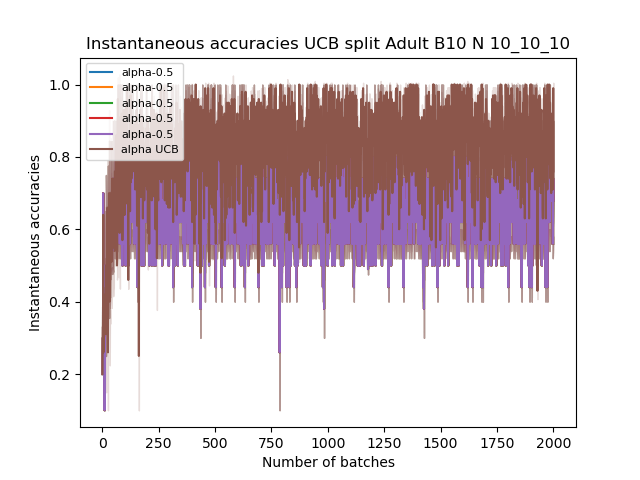 Instantaneous accuracies UCB split Adult B10 N 10_10_10
alpha-0.5
alpha-0.5
alpha-0.5
alpha-0.5
alpha-0.5
alpha UCB
1.0
0.8
0.6
0.4
0.2
Instantaneous accuracies
0 250 500 750 1000 1250 1500 1750 2000
Number of batches